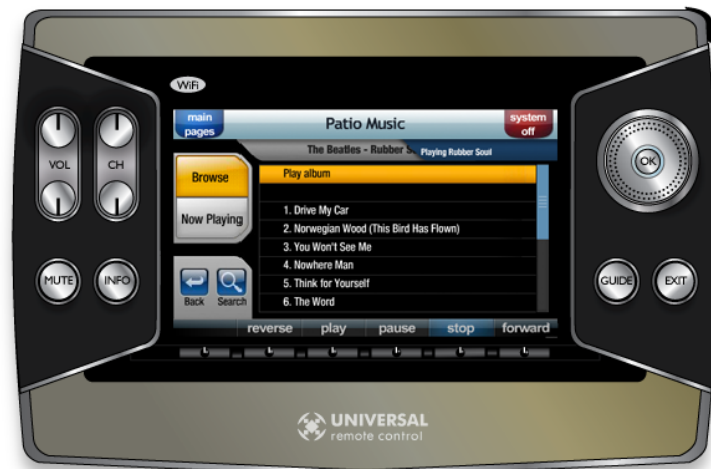 WiFi
main pages
Patio Music
system off
The Beatles - Rubber S
Playing Rubber Soul
Browse
Now Playing
Back
Search
Play album
1. Drive My Car
2. Norwegian Wood (This Bird Has Flown)
3. You Won't See Me
4. Nowhere Man
5. Think for Yourself
6. The Word
reverse play pause stop forward
VOL
CH
MUTE
INFO
OK
GUIDE
EXIT
UNIVERSAL
remote control